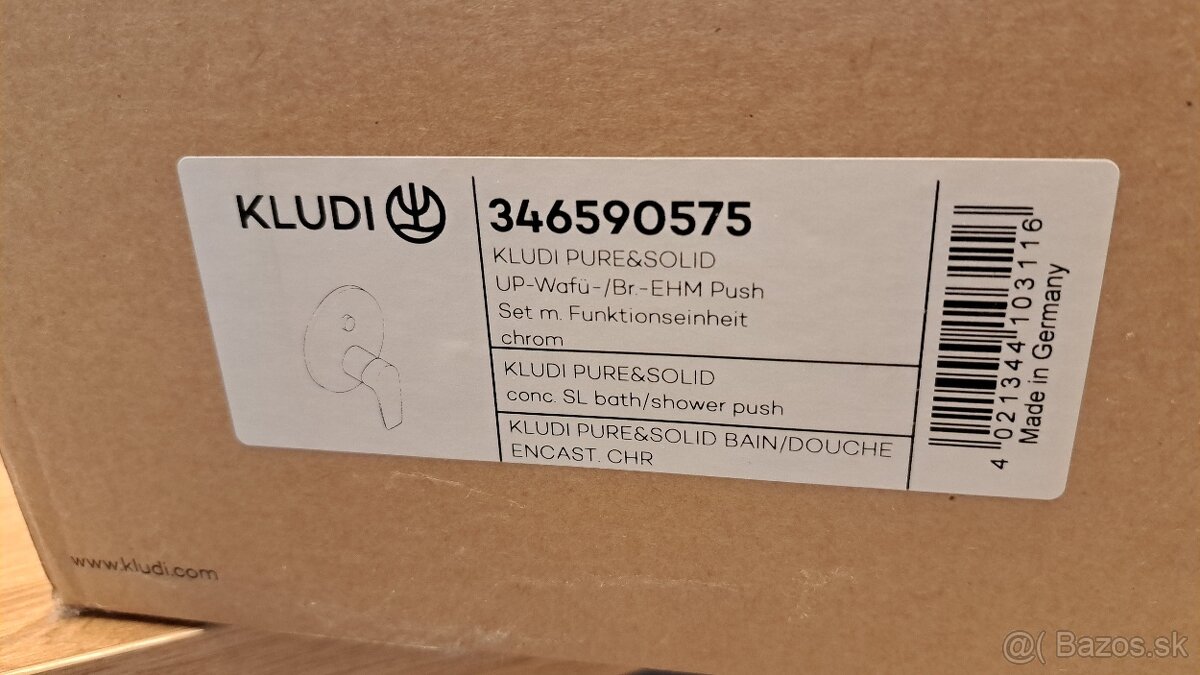 KLUDI
346590575
KLUDI PURE&SOLID
UP-Wafü-/Br.-EHM Push
Set m. Funktionseinheit
chrom
KLUDI PURE&SOLID
conc. SL bath/shower push
KLUDI PURE&SOLID BAIN/DOUCHE
ENCAST. CHR
4 021344 103116
Made in Germany
www.kludi.com
@( Bazos.sk